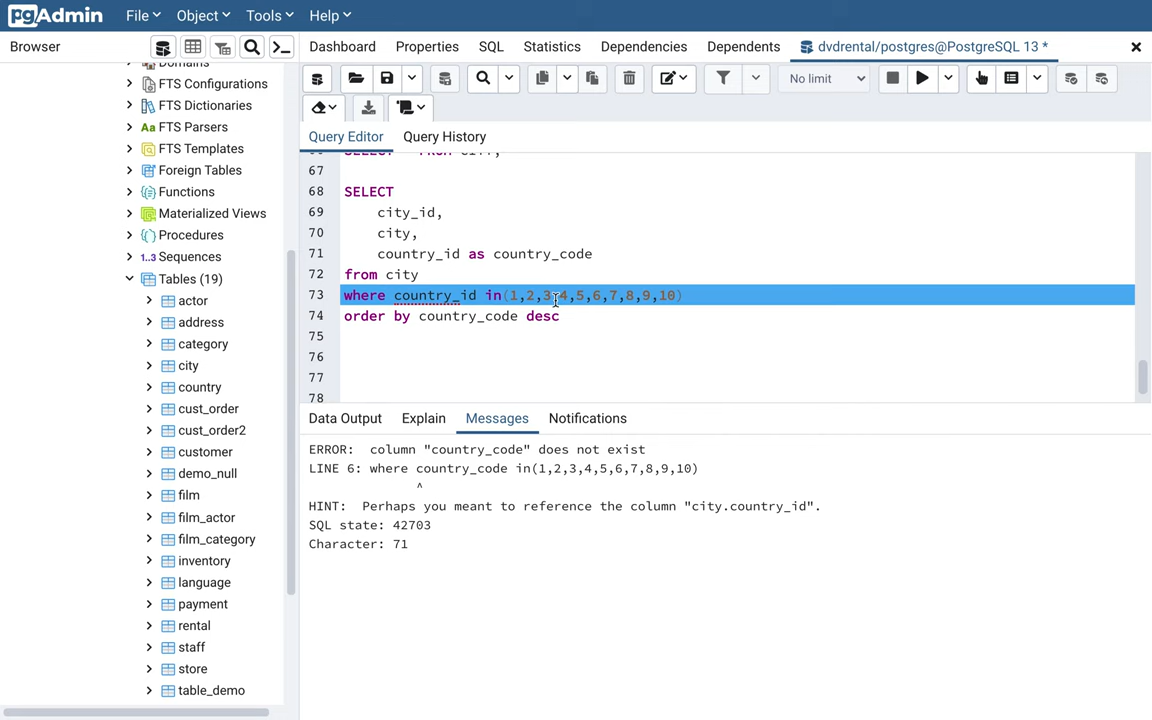 pgAdmin File Object Tools Help
Browser
Dashboard Properties SQL Statistics Dependencies Dependents dvdrental/postgres@PostgreSQL 13 *
Domains
FTS Configurations
FTS Dictionaries
FTS Parsers
FTS Templates
Foreign Tables
Functions
Materialized Views
Procedures
1..3 Sequences
Tables (19)
actor
address
category
city
country
cust_order
cust_order2
customer
demo_null
film
film_actor
film_category
inventory
language
payment
rental
staff
store
table_demo
No limit
Query Editor Query History
67
68 SELECT
69 city_id,
70 city,
71 country_id as country_code
72 from city
73 where country_id in(1,2,3,4,5,6,7,8,9,10)
74 order by country_code desc
75
76
77
78
Data Output Explain Messages Notifications
ERROR: column "country_code" does not exist
LINE 6: where country_code in(1,2,3,4,5,6,7,8,9,10)
^
HINT: Perhaps you meant to reference the column "city.country_id".
SQL state: 42703
Character: 71